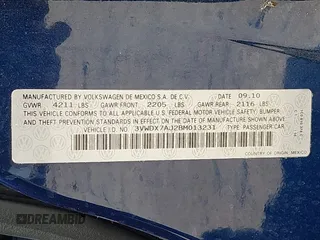 MFD BY VOLKSWAGEN DE MEXICO S.A. DE C.V. DATE 09.10
GVWR 4211 LBS GAWR FRONT 2205 LBS GAWR REAR 2116 LBS
THIS VEHICLE CONFORMS TO ALL APPLICABLE U.S. FEDERAL MOTOR VEHICLE SAFETY, BUMPER
AND THEFT PREVENTION STANDARDS IN EFFECT ON THE DATE OF MANUFACTURE SHOWN ABOVE.
VEHICLE ID. NO.: 3VWDX7AJ2BM013231 TYPE: PASSENGER CAR
DREAMBID